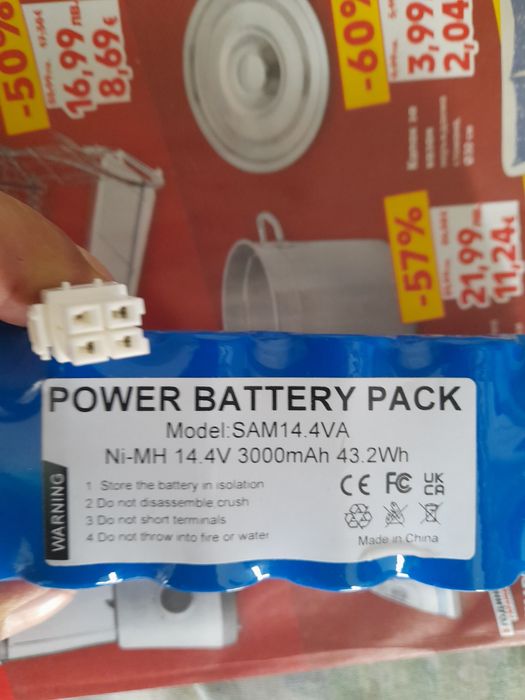 -50%
16,99 лв.
8,69€
-60%
3,99
2,04
-57%
21,99 лв.
11,24€
POWER BATTERY PACK
Model:SAM14.4VA
Ni-MH 14.4V 3000mAh 43.2Wh
WARNING
1 Store the battery in isolation
2 Do not disassemble crush
3 Do not short terminals
4 Do not throw into fire or water
CE FC UK CA
Made in China